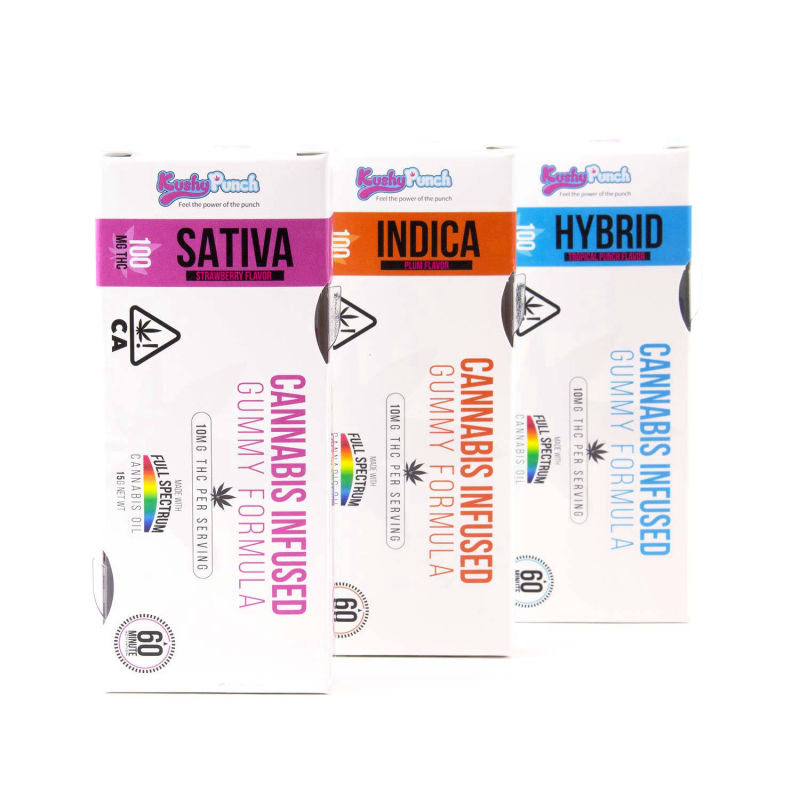 KushyPunch
Feel the power of the punch
100
MG THC
SATIVA
STRAWBERRY FLAVOR
CA
!
CANNABIS INFUSED
GUMMY FORMULA
10MG THC PER SERVING
MADE WITH
FULL SPECTRUM
CANNABIS OIL
15G NET WT
60
MINUTE
KushyPunch
Feel the power of the punch
100
INDICA
PLUM FLAVOR
!
CANNABIS INFUSED
GUMMY FORMULA
10MG THC PER SERVING
MADE WITH
FULL SPECTRUM
60
KushyPunch
Feel the power of the punch
100
HYBRID
TROPICAL PUNCH FLAVOR
!
CANNABIS INFUSED
GUMMY FORMULA
10MG THC PER SERVING
MADE WITH
FULL SPECTRUM
CANNABIS OIL
60
MINUTE